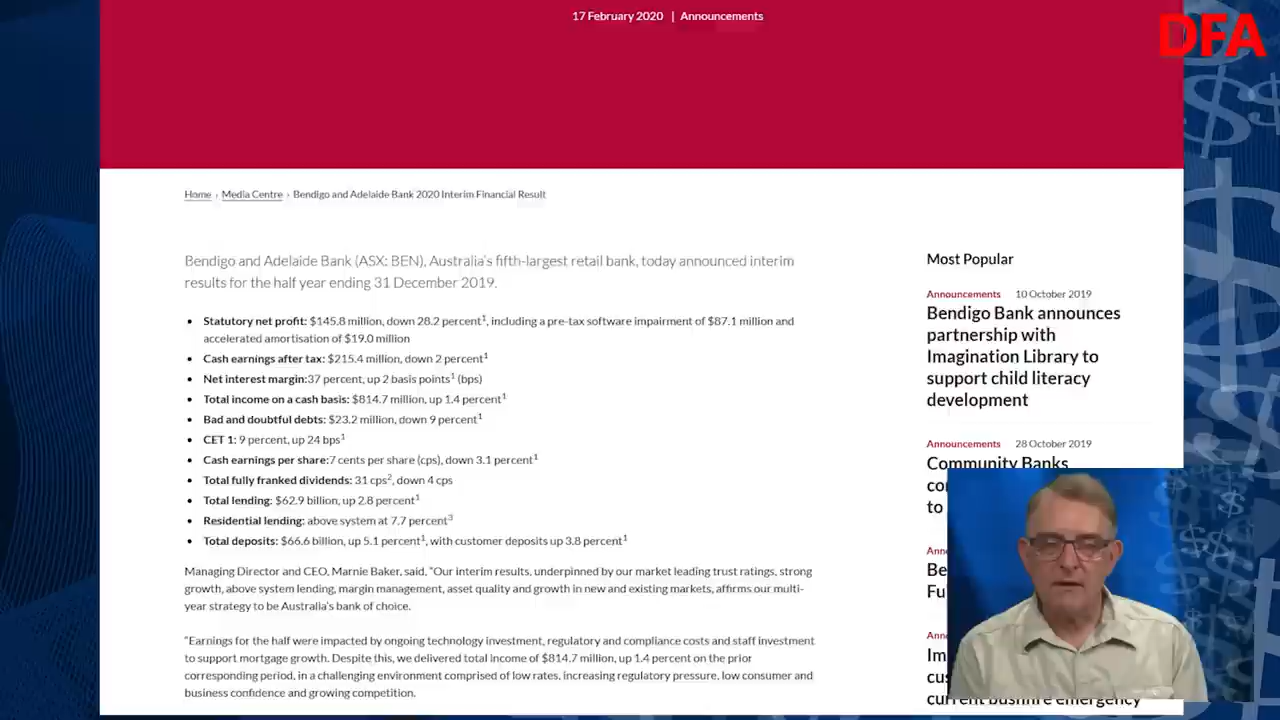 17 February 2020 | Announcements
DFA
Home › Media Centre › Bendigo and Adelaide Bank 2020 Interim Financial Result
Bendigo and Adelaide Bank (ASX: BEN), Australia's fifth-largest retail bank, today announced interim
results for the half year ending 31 December 2019.
• Statutory net profit: $145.8 million, down 28.2 percent¹, including a pre-tax software impairment of $87.1 million and
accelerated amortisation of $19.0 million
• Cash earnings after tax: $215.4 million, down 2 percent¹
• Net interest margin:37 percent, up 2 basis points¹ (bps)
• Total income on a cash basis: $814.7 million, up 1.4 percent¹
• Bad and doubtful debts: $23.2 million, down 9 percent¹
• CET 1: 9 percent, up 24 bps¹
• Cash earnings per share:7 cents per share (cps), down 3.1 percent¹
• Total fully franked dividends: 31 cps², down 4 cps
• Total lending: $62.9 billion, up 2.8 percent¹
• Residential lending: above system at 7.7 percent³
• Total deposits: $66.6 billion, up 5.1 percent¹, with customer deposits up 3.8 percent¹
Managing Director and CEO, Marnie Baker, said, "Our interim results, underpinned by our market leading trust ratings, strong
growth, above system lending, margin management, asset quality and growth in new and existing markets, affirms our multi-
year strategy to be Australia's bank of choice.
"Earnings for the half were impacted by ongoing technology investment, regulatory and compliance costs and staff investment
to support mortgage growth. Despite this, we delivered total income of $814.7 million, up 1.4 percent on the prior
corresponding period, in a challenging environment comprised of low rates, increasing regulatory pressure, low consumer and
business confidence and growing competition.
Most Popular
Announcements 10 October 2019
Bendigo Bank announces
partnership with
Imagination Library to
support child literacy
development
Announcements 28 October 2019
Community Banks
to
current bushfire emergency